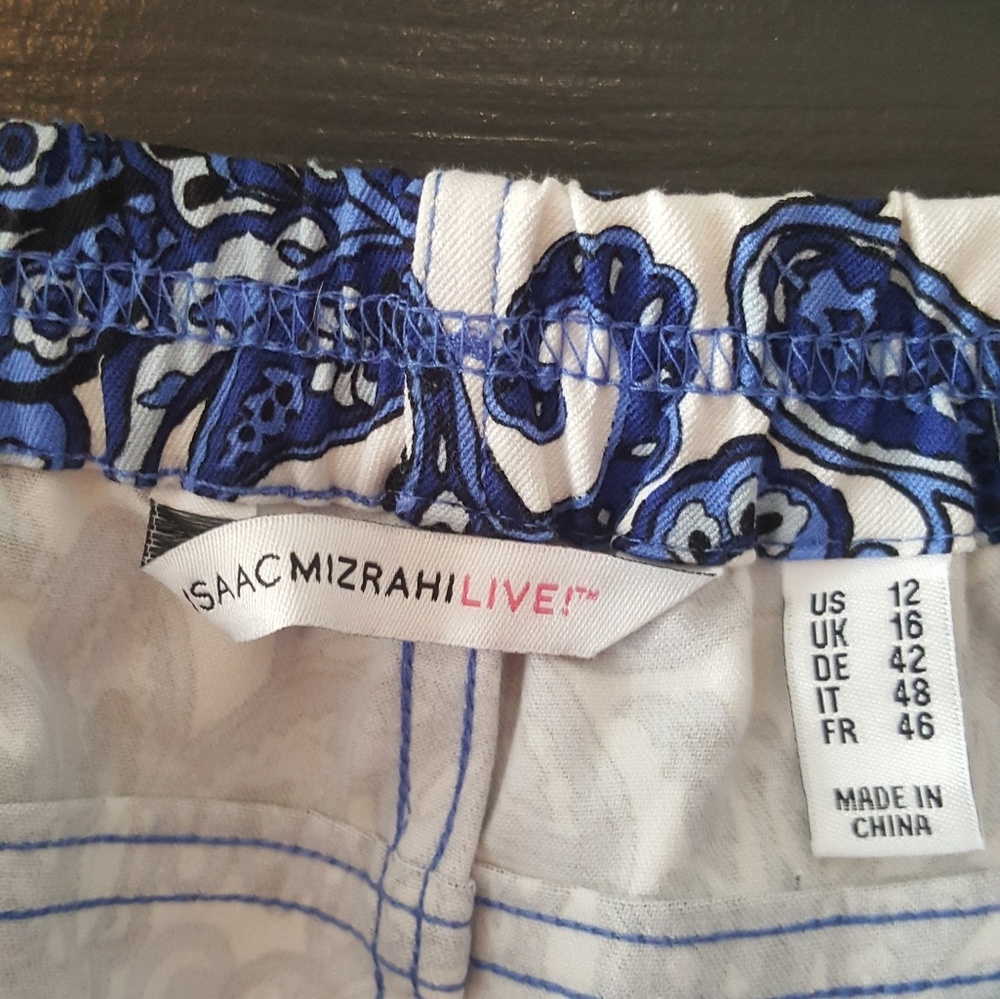 ISAAC MIZRAHI LIVE!™
US 12
UK 16
DE 42
IT 48
FR 46
MADE IN
CHINA